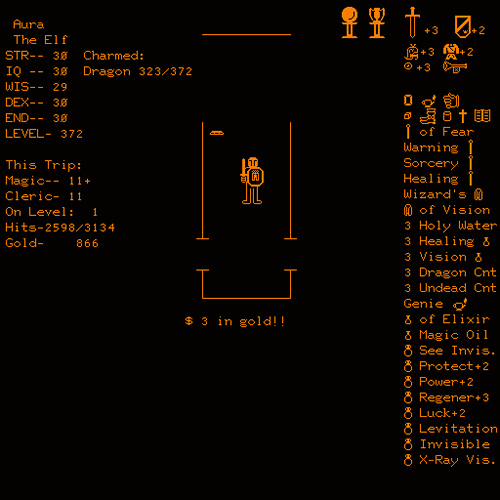 Aura
The Elf
STR-- 30 Charmed:
IQ -- 30 Dragon 323/372
WIS-- 29
DEX-- 30
END-- 30
LEVEL- 372
This Trip:
Magic-- 11+
Cleric- 11
On Level: 1
Hits-2598/3134
Gold- 866
$ 3 in gold!!
+3 +2
+3 +2
+3
of Fear
Warning
Sorcery
Healing
Wizard's
of Vision
3 Holy Water
3 Healing
3 Vision
3 Dragon Cnt
3 Undead Cnt
Genie
of Elixir
Magic Oil
See Invis.
Protect+2
Power+2
Regener+3
Luck+2
Levitation
Invisible
X-Ray Vis.